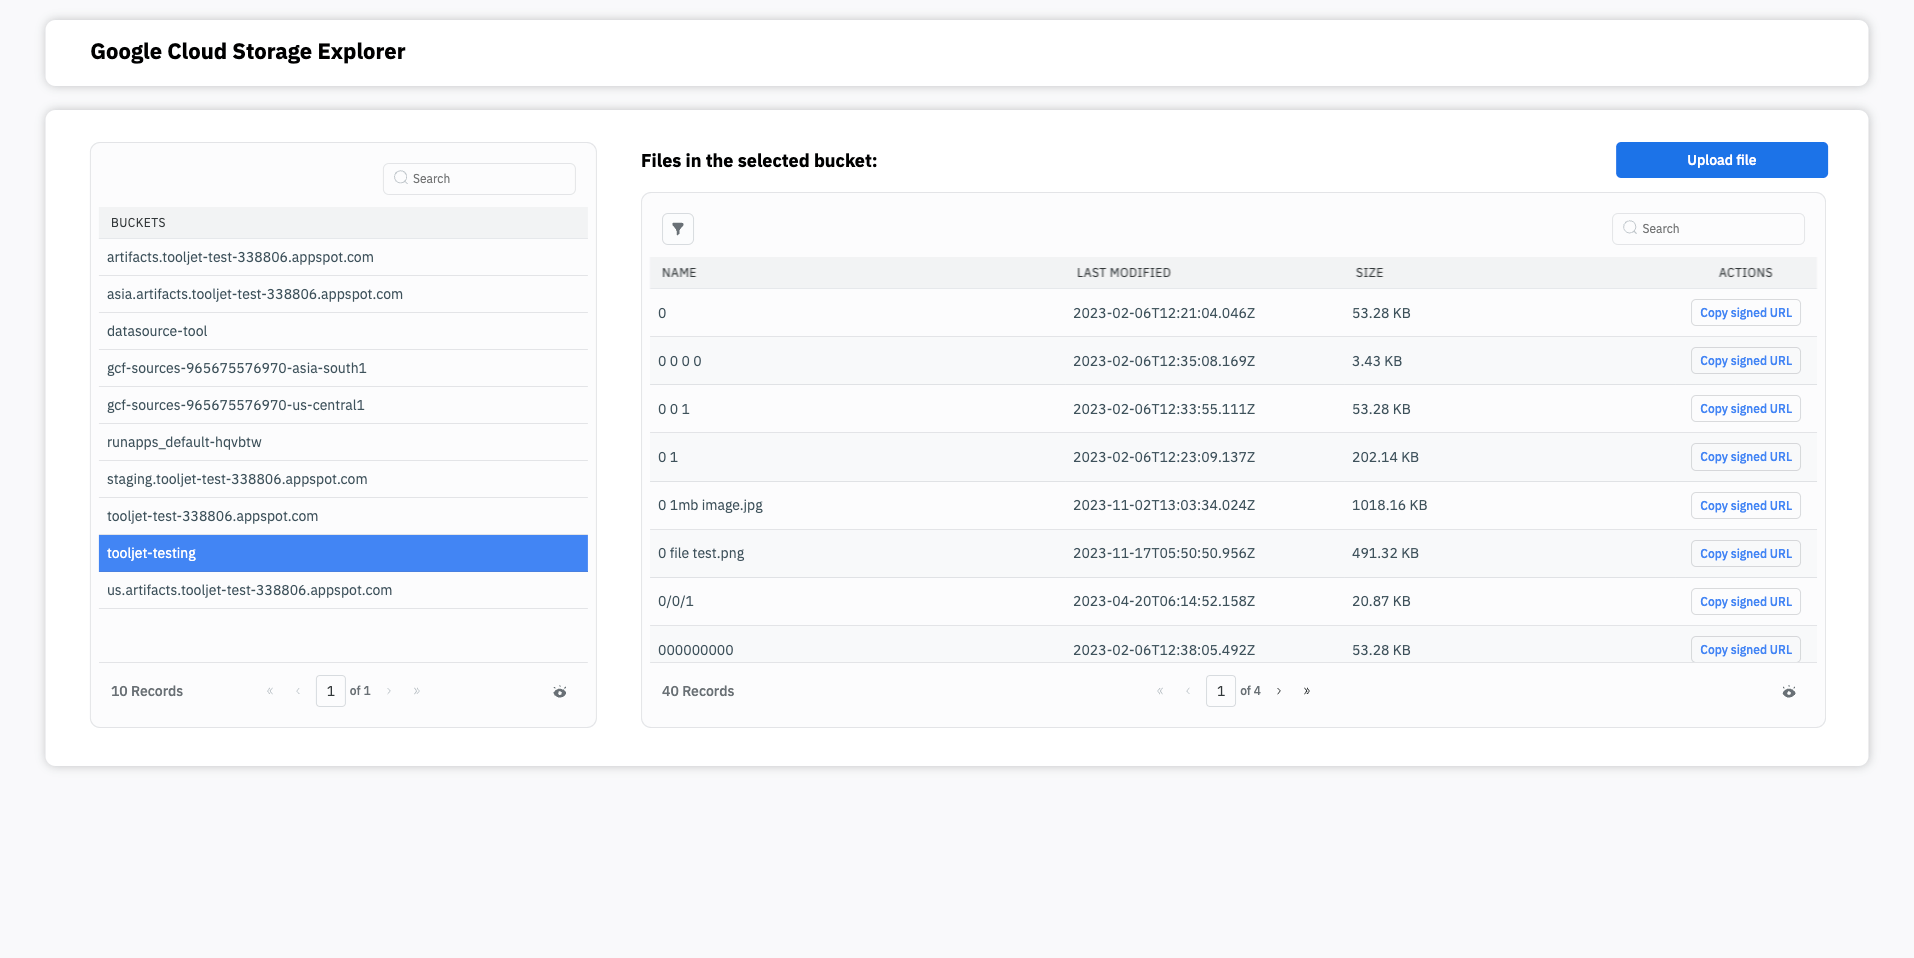 Google Cloud Storage Explorer
Search
BUCKETS
artifacts.tooljet-test-338806.appspot.com
asia.artifacts.tooljet-test-338806.appspot.com
datasource-tool
gcf-sources-965675576970-asia-south1
gcf-sources-965675576970-us-central1
runapps_default-hqvbtw
staging.tooljet-test-338806.appspot.com
tooljet-test-338806.appspot.com
tooljet-testing
us.artifacts.tooljet-test-338806.appspot.com
10 Records « ‹ 1 of 1 › »
Files in the selected bucket: Upload file
Search
NAME LAST MODIFIED SIZE ACTIONS
0 2023-02-06T12:21:04.046Z 53.28 KB Copy signed URL
0 0 0 0 2023-02-06T12:35:08.169Z 3.43 KB Copy signed URL
0 0 1 2023-02-06T12:33:55.111Z 53.28 KB Copy signed URL
0 1 2023-02-06T12:23:09.137Z 202.14 KB Copy signed URL
0 1mb image.jpg 2023-11-02T13:03:34.024Z 1018.16 KB Copy signed URL
0 file test.png 2023-11-17T05:50:50.956Z 491.32 KB Copy signed URL
0/0/1 2023-04-20T06:14:52.158Z 20.87 KB Copy signed URL
000000000 2023-02-06T12:38:05.492Z 53.28 KB Copy signed URL
40 Records « ‹ 1 of 4 › »